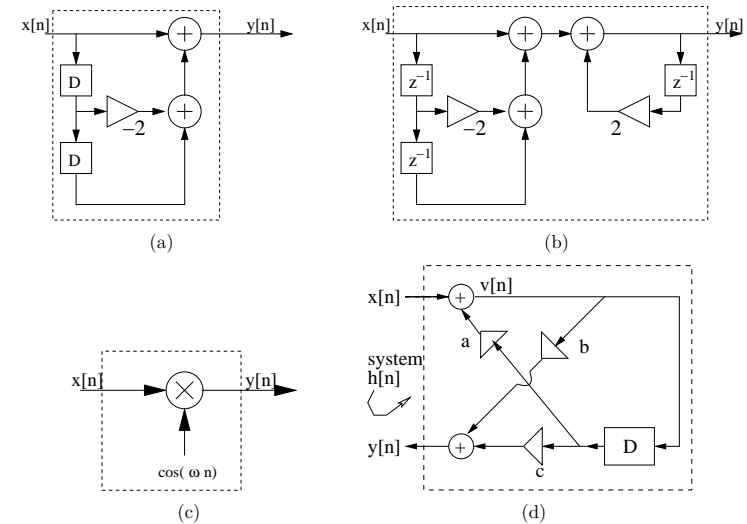 x[n] + y[n]
D
−2 +
D
(a)
x[n] + + y[n]
z⁻¹ z⁻¹
−2 + 2
z⁻¹
(b)
x[n] × y[n]
cos( ω n)
(c)
x[n] + v[n]
a b
system
h[n]
y[n] + c D
(d)